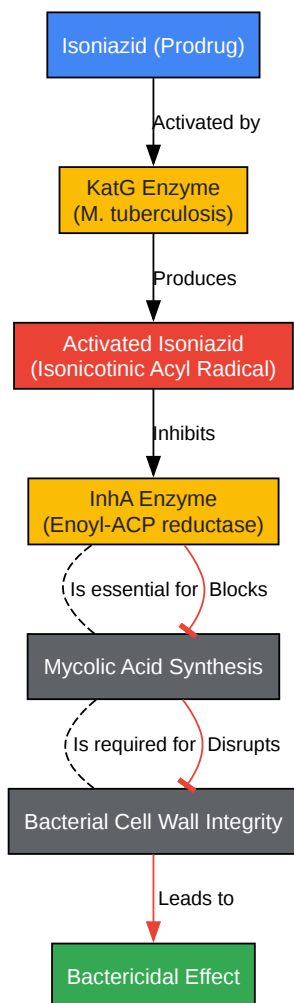 Isoniazid (Prodrug)
Activated by
KatG Enzyme
(M. tuberculosis)
Produces
Activated Isoniazid
(Isonicotinic Acyl Radical)
Inhibits
InhA Enzyme
(Enoyl-ACP reductase)
Is essential for
Blocks
Mycolic Acid Synthesis
Is required for
Disrupts
Bacterial Cell Wall Integrity
Leads to
Bactericidal Effect